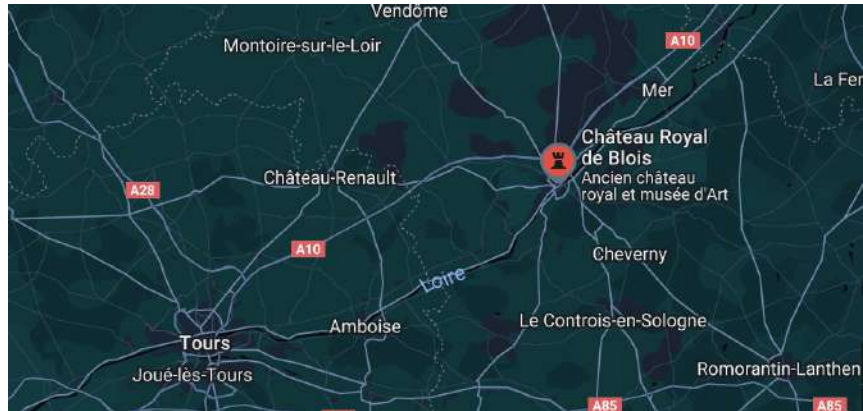 Vendôme
Montoire-sur-le-Loir
A10
La Fer
Mer
Château Royal
de Blois
Ancien château
royal et musée d'Art
Château-Renault
A28
A10
Cheverny
Loire
Amboise
Le Controis-en-Sologne
Tours
Joué-lès-Tours
Romorantin-Lanthen
A85
A85